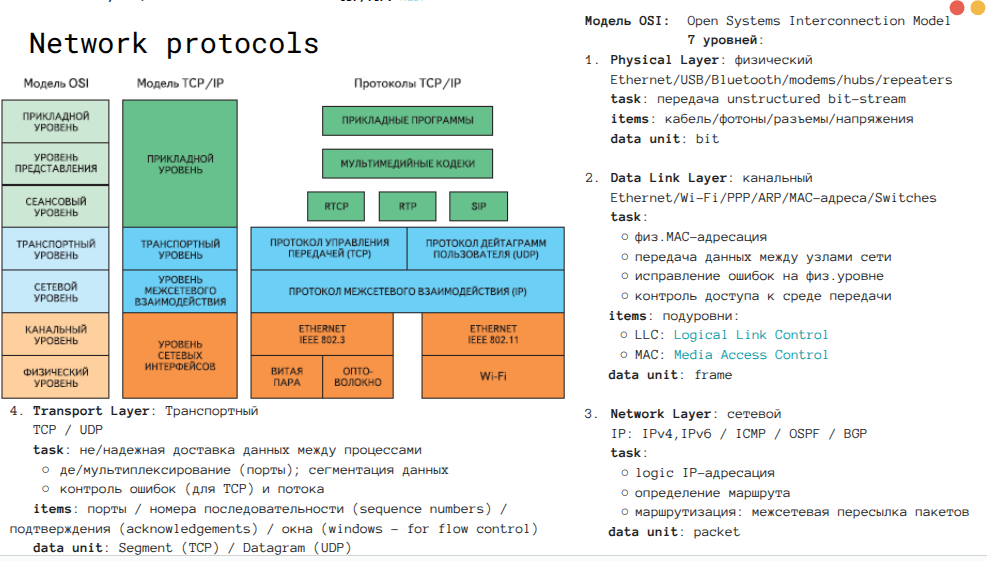 Network protocols
Модель OSI
Модель TCP/IP
Протоколы TCP/IP
ПРИКЛАДНОЙ
УРОВЕНЬ
УРОВЕНЬ
ПРЕДСТАВЛЕНИЯ
СЕАНСОВЫЙ
УРОВЕНЬ
ТРАНСПОРТНЫЙ
УРОВЕНЬ
СЕТЕВОЙ
УРОВЕНЬ
КАНАЛЬНЫЙ
УРОВЕНЬ
ФИЗИЧЕСКИЙ
УРОВЕНЬ
ПРИКЛАДНОЙ
УРОВЕНЬ
ТРАНСПОРТНЫЙ
УРОВЕНЬ
УРОВЕНЬ
МЕЖСЕТЕВОГО
ВЗАИМОДЕЙСТВИЯ
УРОВЕНЬ
СЕТЕВЫХ
ИНТЕРФЕЙСОВ
ПРИКЛАДНЫЕ ПРОГРАММЫ
МУЛЬТИМЕДИЙНЫЕ КОДЕКИ
RTCP
RTP
SIP
ПРОТОКОЛ УПРАВЛЕНИЯ
ПЕРЕДАЧЕЙ (TCP)
ПРОТОКОЛ ДЕЙТАГРАММ
ПОЛЬЗОВАТЕЛЯ (UDP)
ПРОТОКОЛ МЕЖСЕТЕВОГО ВЗАИМОДЕЙСТВИЯ (IP)
ETHERNET
IEEE 802.3
ETHERNET
IEEE 802.11
ВИТАЯ
ПАРА
ОПТО-
ВОЛОКНО
Wi-Fi
4. Transport Layer: Транспортный
TCP / UDP
task: не/надежная доставка данных между процессами
○ де/мультиплексирование (порты); сегментация данных
○ контроль ошибок (для TCP) и потока
items: порты / номера последовательности (sequence numbers) /
подтверждения (acknowledgements) / окна (windows - for flow control)
data unit: Segment (TCP) / Datagram (UDP)
Модель OSI: Open Systems Interconnection Model
7 уровней:
1. Physical Layer: физический
Ethernet/USB/Bluetooth/modems/hubs/repeaters
task: передача unstructured bit-stream
items: кабель/фотоны/разъемы/напряжения
data unit: bit
2. Data Link Layer: канальный
Ethernet/Wi-Fi/PPP/ARP/MAC-адреса/Switches
task:
○ физ.MAC-адресация
○ передача данных между узлами сети
○ исправление ошибок на физ.уровне
○ контроль доступа к среде передачи
items: подуровни:
○ LLC: Logical Link Control
○ MAC: Media Access Control
data unit: frame
3. Network Layer: сетевой
IP: IPv4,IPv6 / ICMP / OSPF / BGP
task:
○ logic IP-адресация
○ определение маршрута
○ маршрутизация: межсетевая пересылка пакетов
data unit: packet